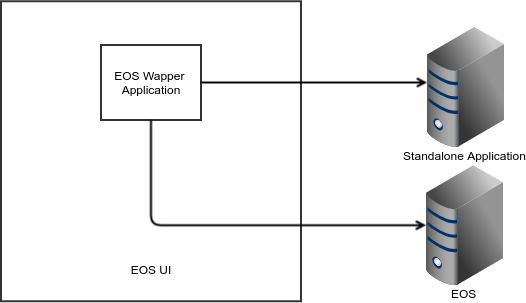 EOS Wapper
Application
Standalone Application
EOS UI
EOS